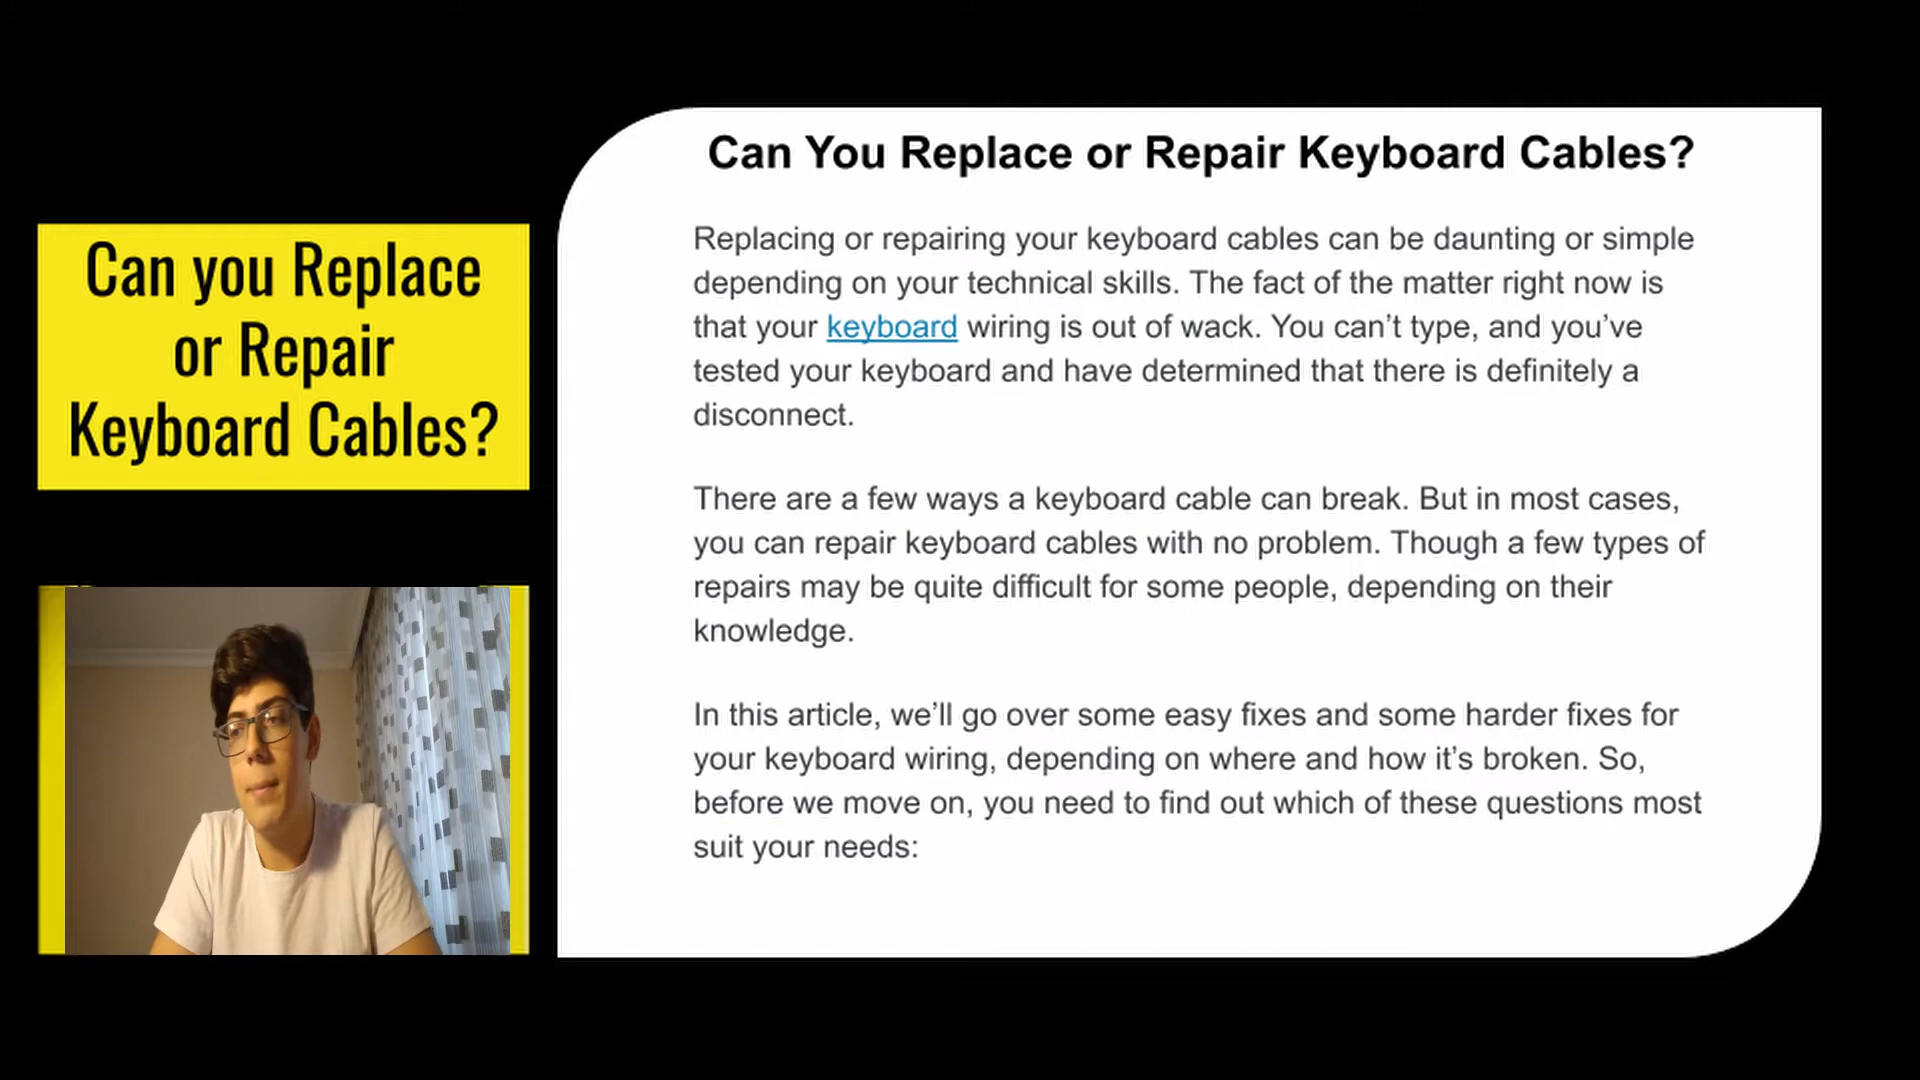 Can you Replace
or Repair
Keyboard Cables?
Can You Replace or Repair Keyboard Cables?
Replacing or repairing your keyboard cables can be daunting or simple
depending on your technical skills. The fact of the matter right now is
that your keyboard wiring is out of wack. You can’t type, and you’ve
tested your keyboard and have determined that there is definitely a
disconnect.
There are a few ways a keyboard cable can break. But in most cases,
you can repair keyboard cables with no problem. Though a few types of
repairs may be quite difficult for some people, depending on their
knowledge.
In this article, we’ll go over some easy fixes and some harder fixes for
your keyboard wiring, depending on where and how it’s broken. So,
before we move on, you need to find out which of these questions most
suit your needs: